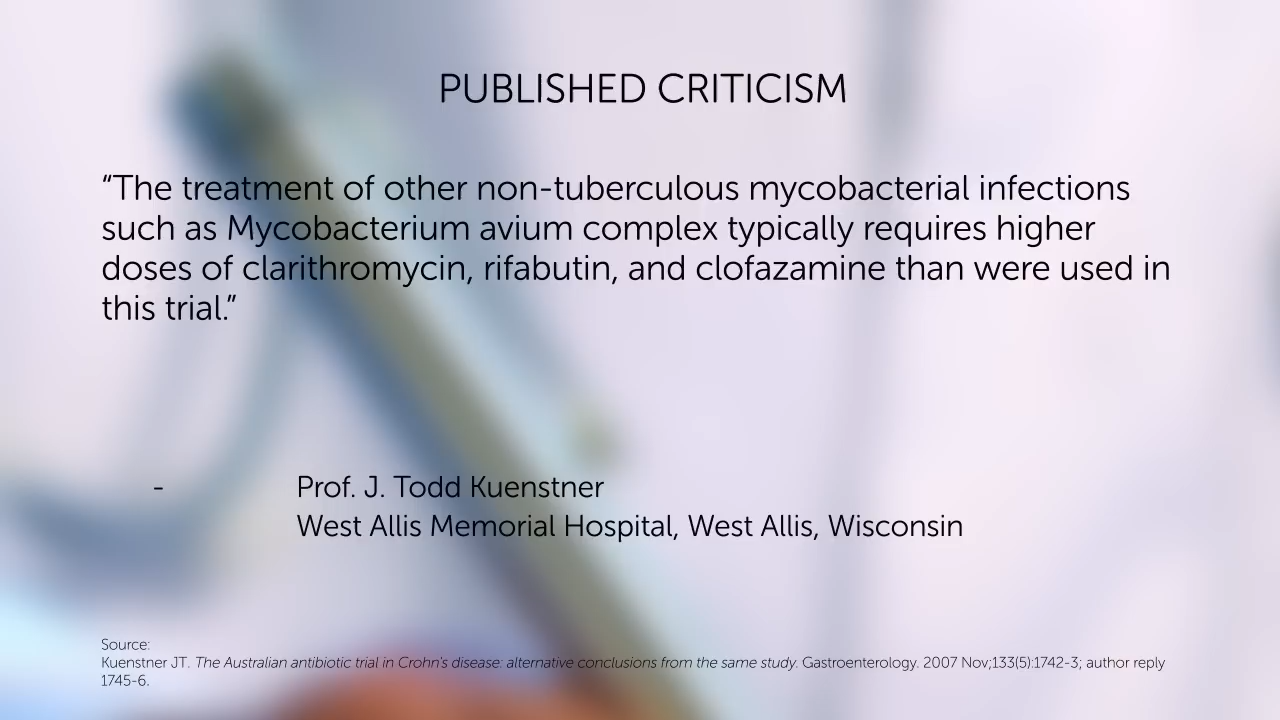 PUBLISHED CRITICISM
“The treatment of other non-tuberculous mycobacterial infections
such as Mycobacterium avium complex typically requires higher
doses of clarithromycin, rifabutin, and clofazamine than were used in
this trial.”
- Prof. J. Todd Kuenstner
West Allis Memorial Hospital, West Allis, Wisconsin
Source:
Kuenstner JT. The Australian antibiotic trial in Crohn's disease: alternative conclusions from the same study. Gastroenterology. 2007 Nov;133(5):1742-3; author reply
1745-6.